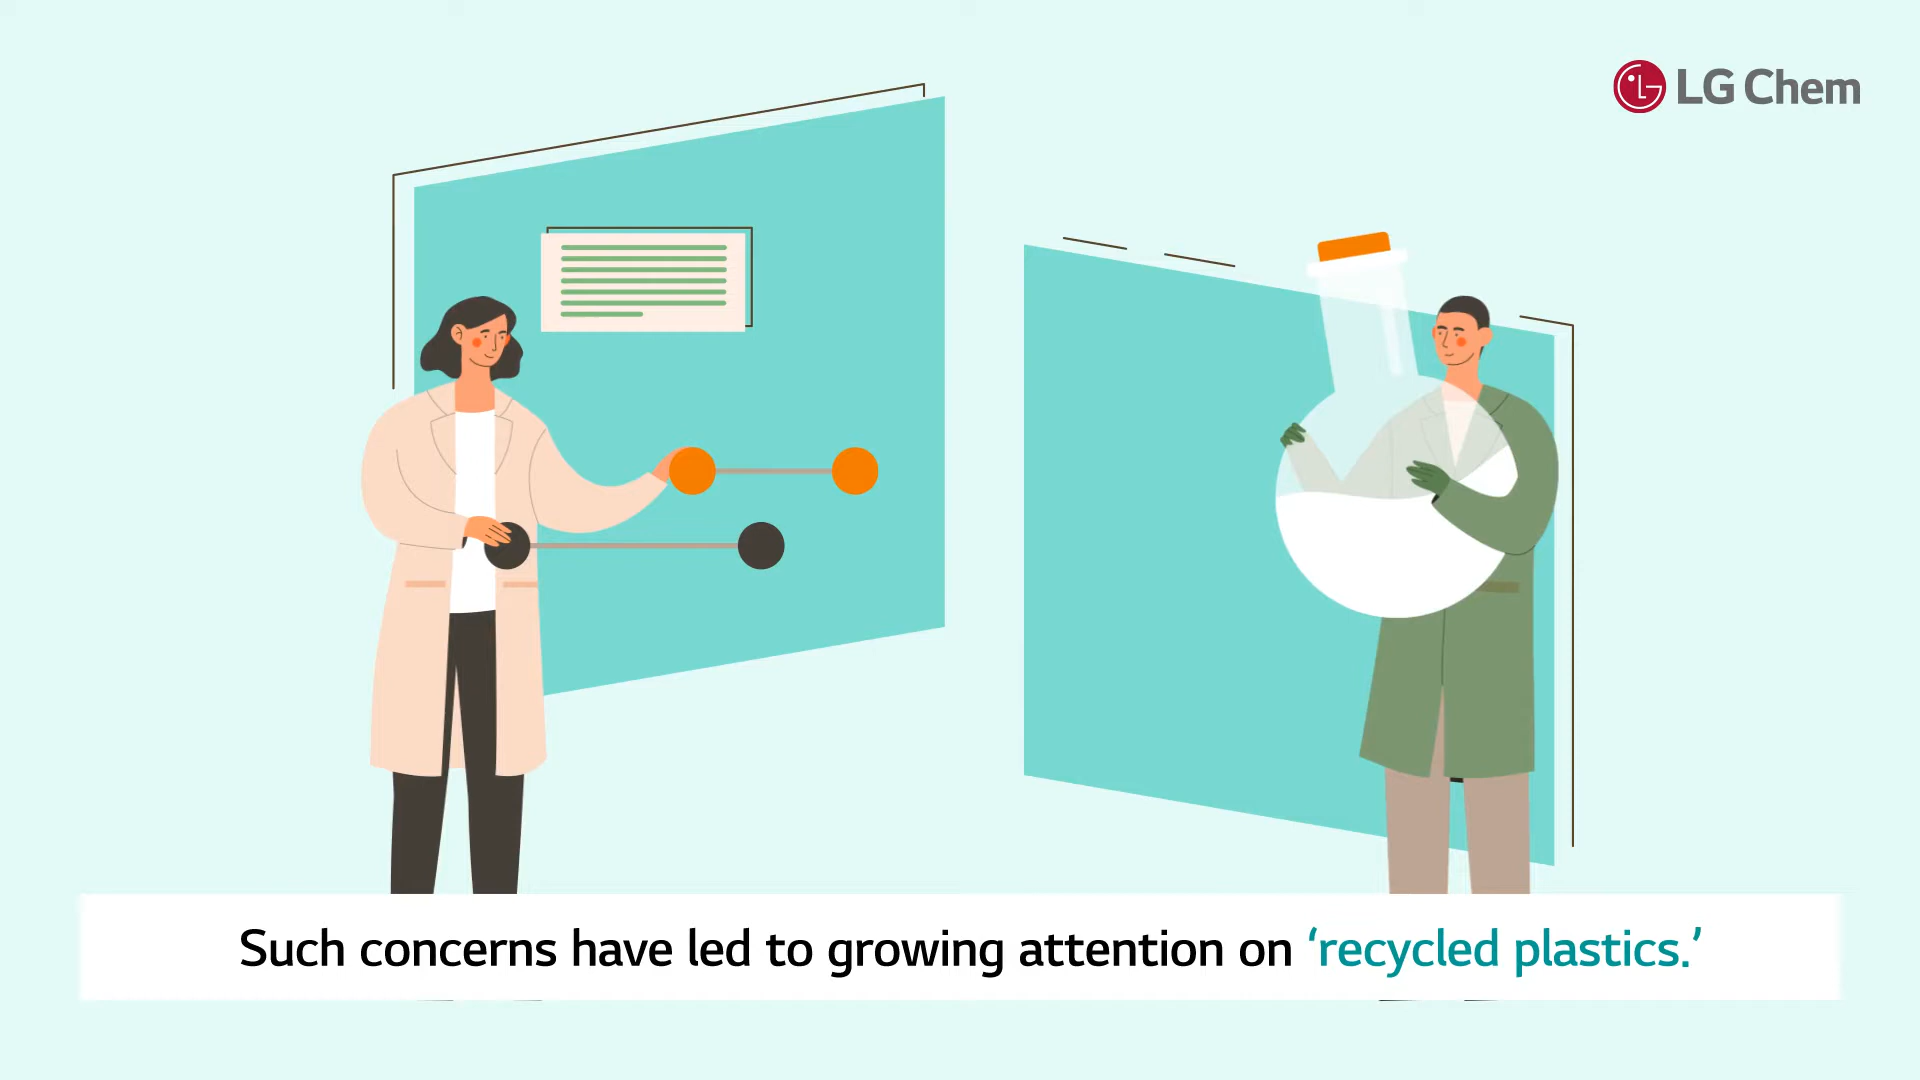 LG Chem
Such concerns have led to growing attention on ‘recycled plastics.’